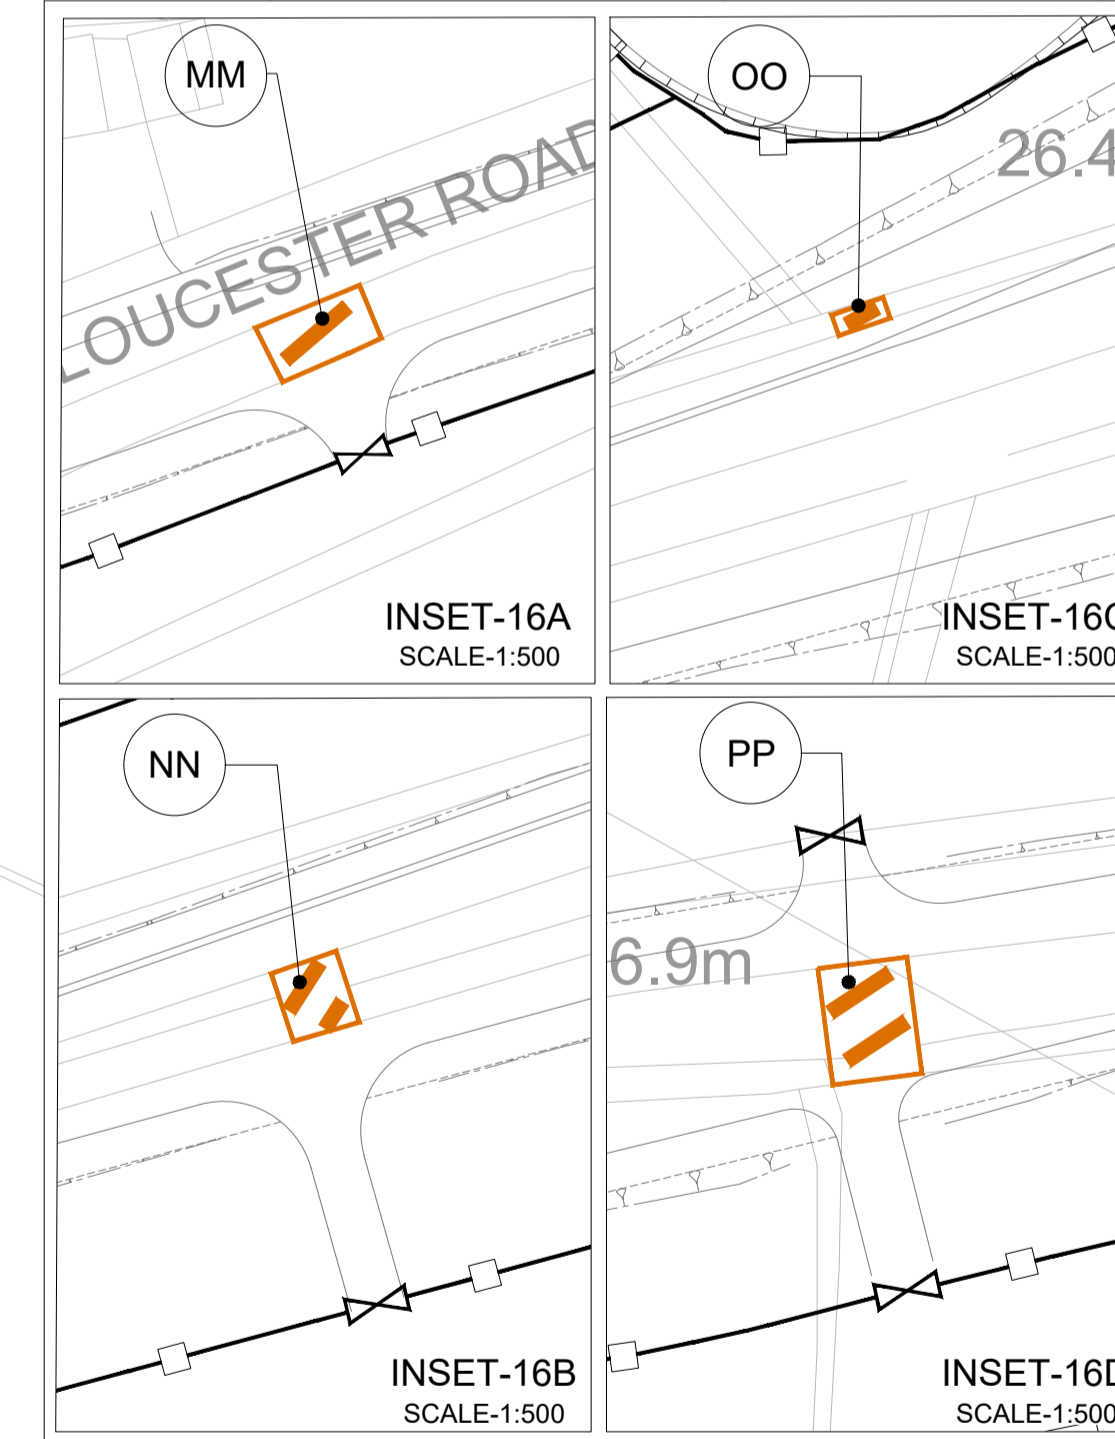 MM
LOUCESTER ROAD
INSET-16A
SCALE-1:500
OO
26.4
INSET-16C
SCALE-1:500
NN
INSET-16B
SCALE-1:500
PP
6.9m
INSET-16D
SCALE-1:500